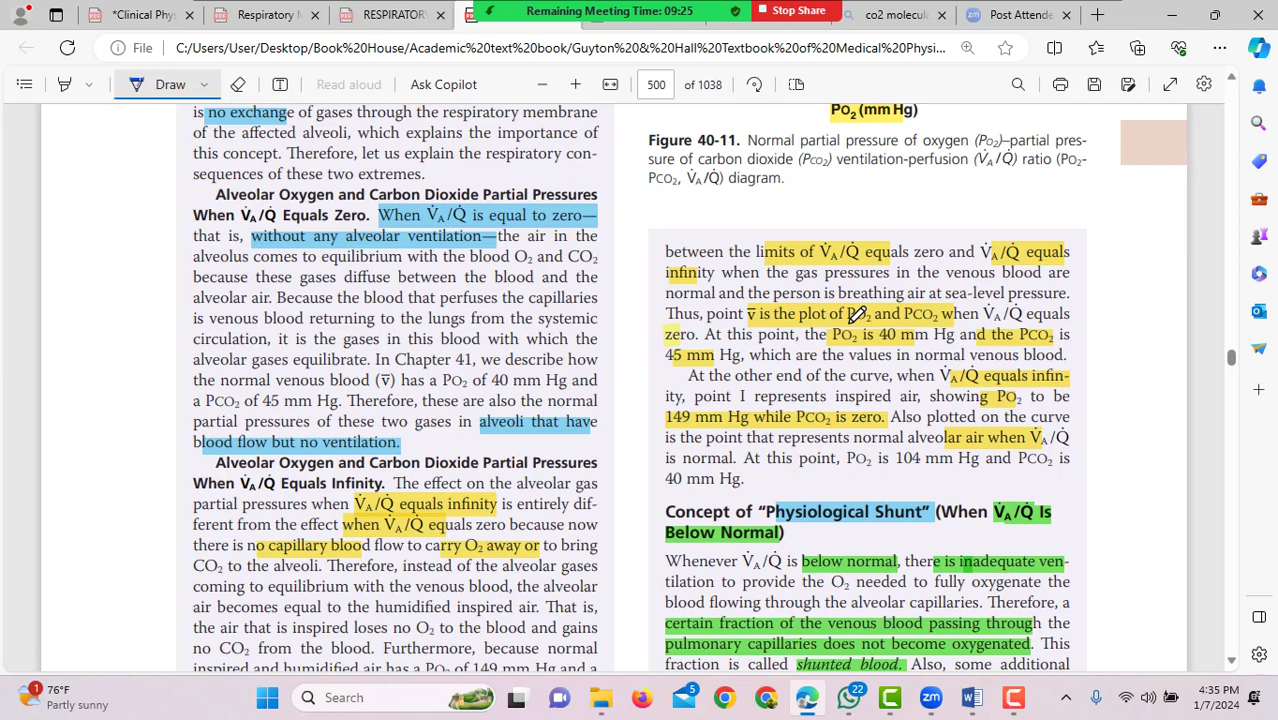 "Clinical Phys
Respiratory M
RESPIRATORY
Remaining Meeting Time: 09:25
Stop Share
co2 molecula
Post Attende
File
C:/Users/User/Desktop/Book%20House/Academic%20text%20book/Guyton%20&%20Hall%20Textbook%20of%20Medical%20Physi...
Draw
Read aloud
Ask Copilot
500
of 1038
is no exchange of gases through the respiratory membrane
of the affected alveoli, which explains the importance of
this concept. Therefore, let us explain the respiratory con-
sequences of these two extremes.
Alveolar Oxygen and Carbon Dioxide Partial Pressures
When V̇A/Q̇ Equals Zero. When V̇A/Q̇ is equal to zero—
that is, without any alveolar ventilation—the air in the
alveolus comes to equilibrium with the blood O2 and CO2
because these gases diffuse between the blood and the
alveolar air. Because the blood that perfuses the capillaries
is venous blood returning to the lungs from the systemic
circulation, it is the gases in this blood with which the
alveolar gases equilibrate. In Chapter 41, we describe how
the normal venous blood (v̅) has a PO2 of 40 mm Hg and
a PCO2 of 45 mm Hg. Therefore, these are also the normal
partial pressures of these two gases in alveoli that have
blood flow but no ventilation.
Alveolar Oxygen and Carbon Dioxide Partial Pressures
When V̇A/Q̇ Equals Infinity. The effect on the alveolar gas
partial pressures when V̇A/Q̇ equals infinity is entirely dif-
ferent from the effect when V̇A/Q̇ equals zero because now
there is no capillary blood flow to carry O2 away or to bring
CO2 to the alveoli. Therefore, instead of the alveolar gases
coming to equilibrium with the venous blood, the alveolar
air becomes equal to the humidified inspired air. That is,
the air that is inspired loses no O2 to the blood and gains
no CO2 from the blood. Furthermore, because normal
inspired and humidified air has a PO2 of 149 mm Hg and a
PO2 (mm Hg)
Figure 40-11. Normal partial pressure of oxygen (PO2)–partial pres-
sure of carbon dioxide (PCO2) ventilation-perfusion (V̇A/Q̇) ratio (PO2-
PCO2, V̇A/Q̇) diagram.
between the limits of V̇A/Q̇ equals zero and V̇A/Q̇ equals
infinity when the gas pressures in the venous blood are
normal and the person is breathing air at sea-level pressure.
Thus, point v̅ is the plot of PO2 and PCO2 when V̇A/Q̇ equals
zero. At this point, the PO2 is 40 mm Hg and the PCO2 is
45 mm Hg, which are the values in normal venous blood.
At the other end of the curve, when V̇A/Q̇ equals infin-
ity, point I represents inspired air, showing PO2 to be
149 mm Hg while PCO2 is zero. Also plotted on the curve
is the point that represents normal alveolar air when V̇A/Q̇
is normal. At this point, PO2 is 104 mm Hg and PCO2 is
40 mm Hg.
Concept of "Physiological Shunt" (When V̇A/Q̇ Is
Below Normal)
Whenever V̇A/Q̇ is below normal, there is inadequate ven-
tilation to provide the O2 needed to fully oxygenate the
blood flowing through the alveolar capillaries. Therefore, a
certain fraction of the venous blood passing through the
pulmonary capillaries does not become oxygenated. This
fraction is called shunted blood. Also, some additional
1
76°F
Partly sunny
Search
5
22
4:35 PM
1/7/2024